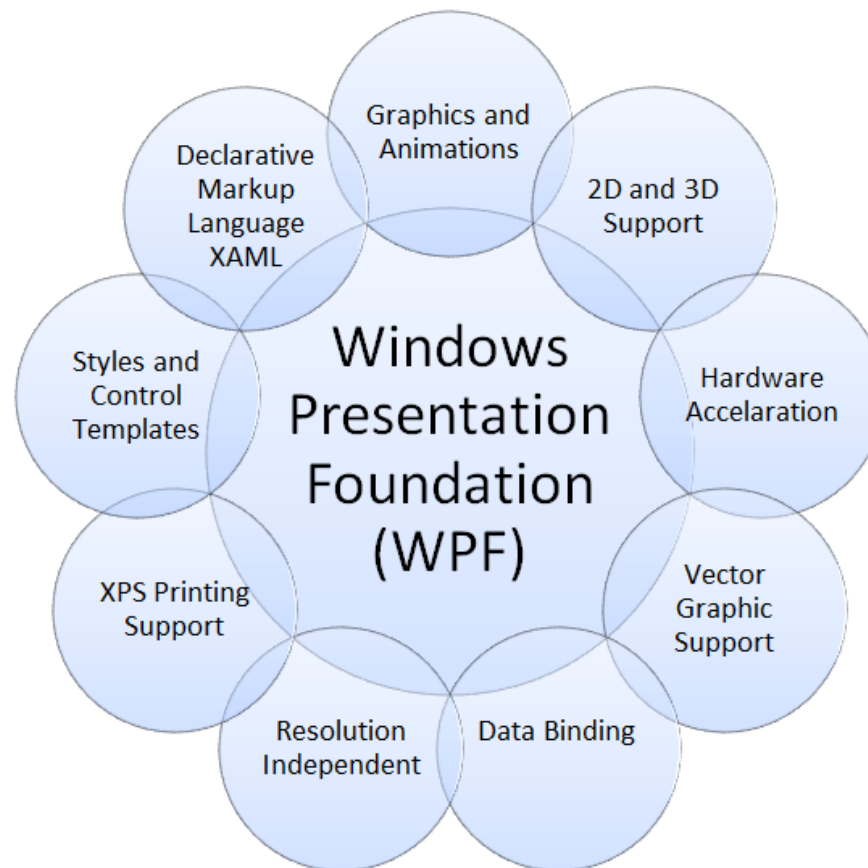 Graphics and
Animations
2D and 3D
Support
Hardware
Accelaration
Vector
Graphic
Support
Data Binding
Resolution
Independent
XPS Printing
Support
Styles and
Control
Templates
Declarative
Markup
Language
XAML
Windows
Presentation
Foundation
(WPF)